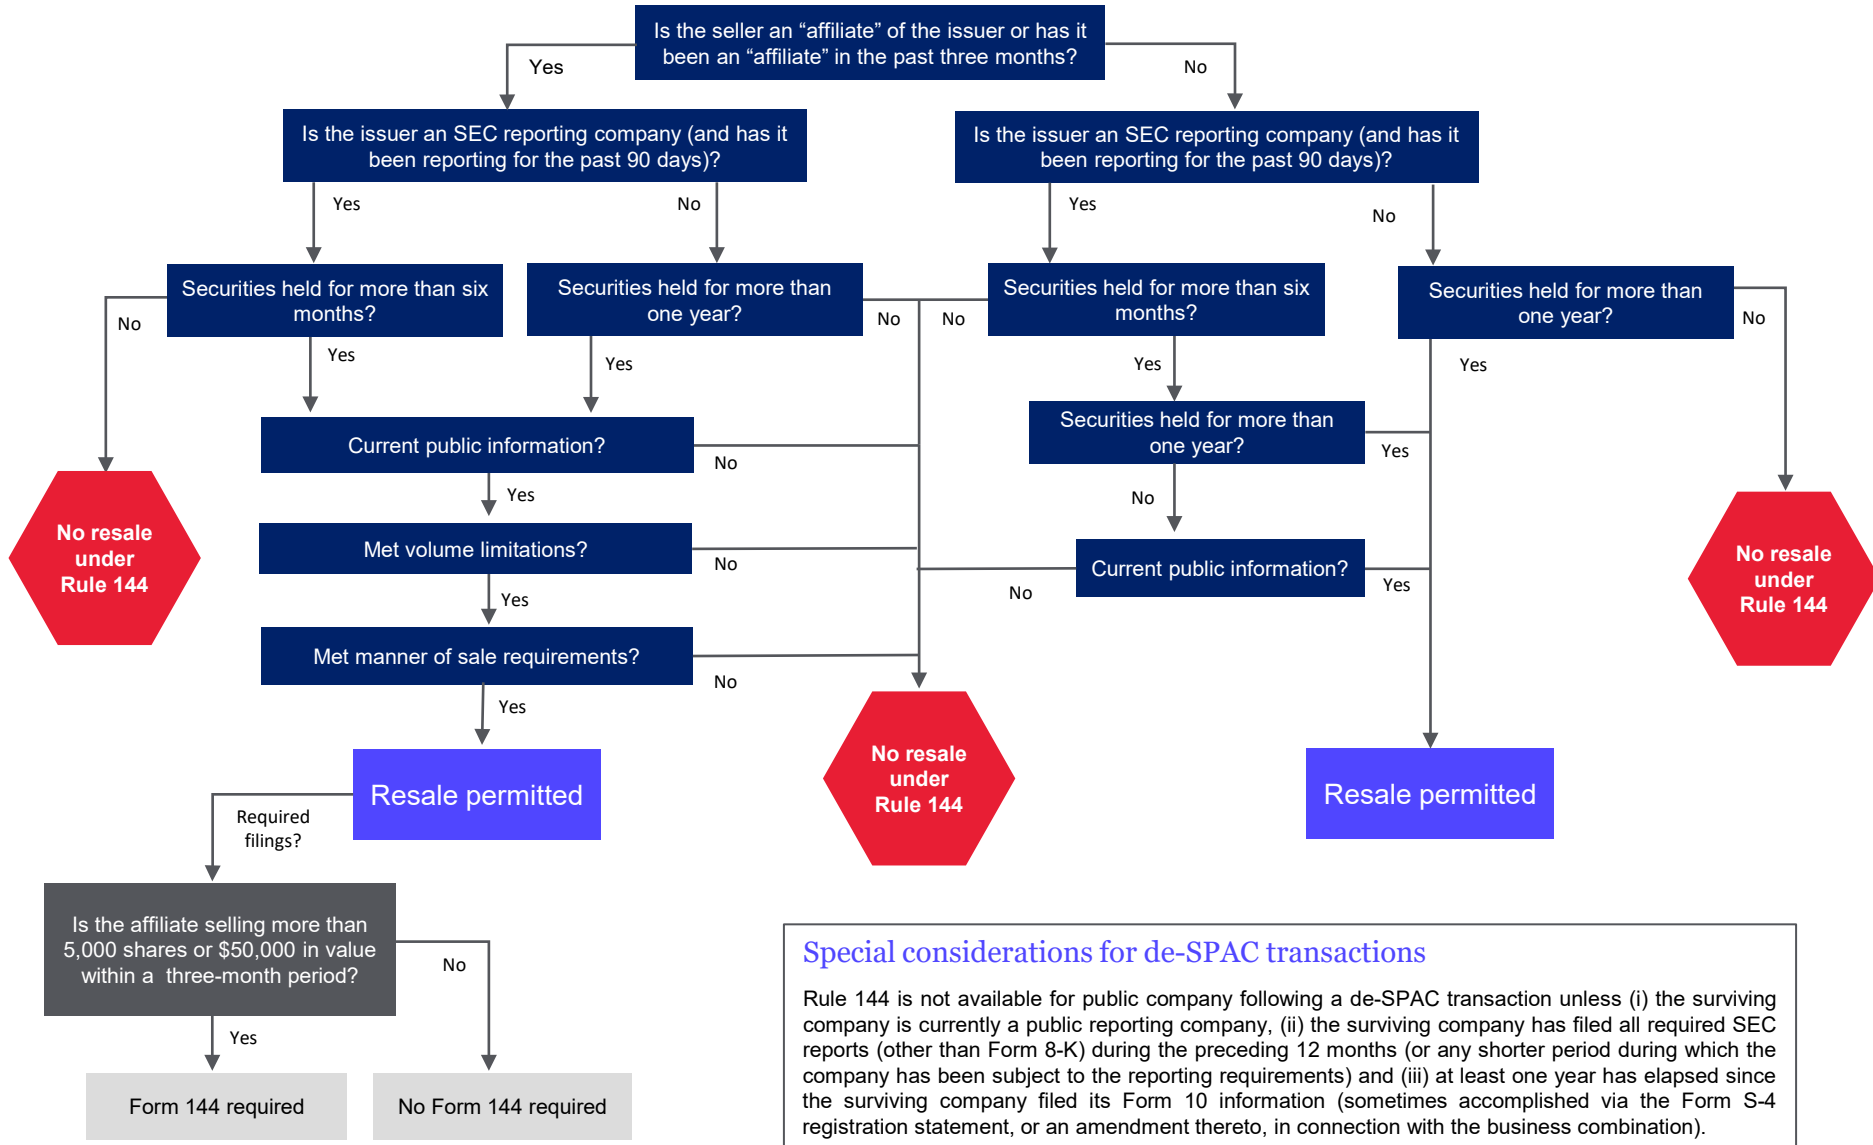 Is the seller an “affiliate” of the issuer or has it
been an “affiliate” in the past three months?
Yes
No
Is the issuer an SEC reporting company (and has it
been reporting for the past 90 days)?
Is the issuer an SEC reporting company (and has it
been reporting for the past 90 days)?
Yes
No
Yes
No
Securities held for more than six
months?
Securities held for more than
one year?
Securities held for more than six
months?
Securities held for more than
one year?
No
No
No
No
Yes
Yes
Yes
Yes
Current public information?
No
Securities held for more than
one year?
Yes
Yes
No
Met volume limitations?
No
Current public information?
Yes
No
Yes
Met manner of sale requirements?
No
Yes
No resale
under
Rule 144
No resale
under
Rule 144
No resale
under
Rule 144
Resale permitted
Resale permitted
Required
filings?
Is the affiliate selling more than
5,000 shares or $50,000 in value
within a three-month period?
No
Yes
Form 144 required
No Form 144 required
Special considerations for de-SPAC transactions
Rule 144 is not available for public company following a de-SPAC transaction unless (i) the surviving
company is currently a public reporting company, (ii) the surviving company has filed all required SEC
reports (other than Form 8-K) during the preceding 12 months (or any shorter period during which the
company has been subject to the reporting requirements) and (iii) at least one year has elapsed since
the surviving company filed its Form 10 information (sometimes accomplished via the Form S-4
registration statement, or an amendment thereto, in connection with the business combination).